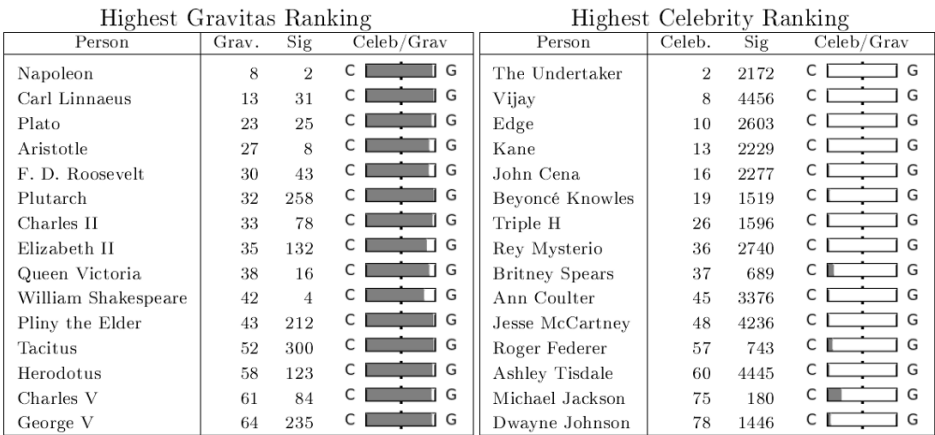 Highest Gravitas Ranking
Person Grav. Sig Celeb/Grav
Napoleon 8 2 C G
Carl Linnaeus 13 31 C G
Plato 23 25 C G
Aristotle 27 8 C G
F. D. Roosevelt 30 43 C G
Plutarch 32 258 C G
Charles II 33 78 C G
Elizabeth II 35 132 C G
Queen Victoria 38 16 C G
William Shakespeare 42 4 C G
Pliny the Elder 43 212 C G
Tacitus 52 300 C G
Herodotus 58 123 C G
Charles V 61 84 C G
George V 64 235 C G
Highest Celebrity Ranking
Person Celeb. Sig Celeb/Grav
The Undertaker 2 2172 C G
Vijay 8 4456 C G
Edge 10 2603 C G
Kane 13 2229 C G
John Cena 16 2277 C G
Beyoncé Knowles 19 1519 C G
Triple H 26 1596 C G
Rey Mysterio 36 2740 C G
Britney Spears 37 689 C G
Ann Coulter 45 3376 C G
Jesse McCartney 48 4236 C G
Roger Federer 57 743 C G
Ashley Tisdale 60 4445 C G
Michael Jackson 75 180 C G
Dwayne Johnson 78 1446 C G